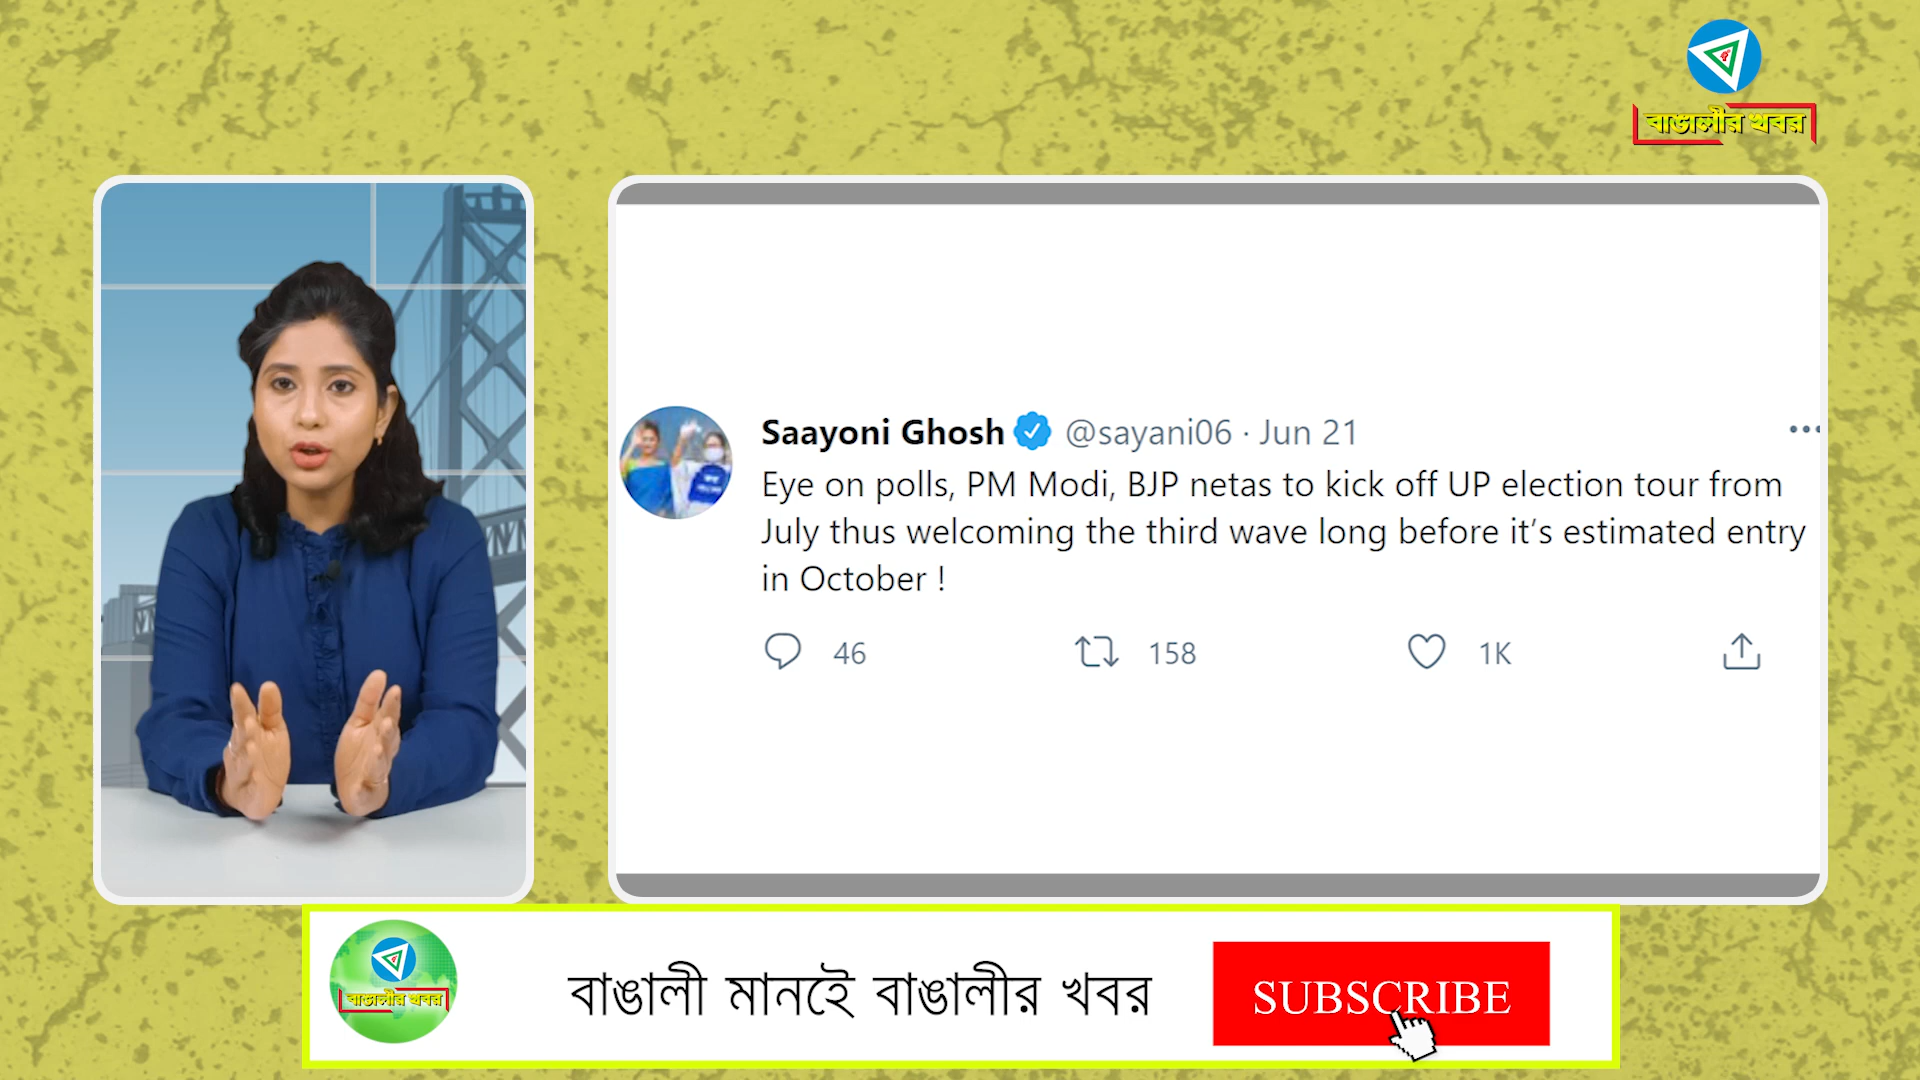 বাঙালীর খবর
Saayoni Ghosh @sayani06 · Jun 21
Eye on polls, PM Modi, BJP netas to kick off UP election tour from
July thus welcoming the third wave long before it’s estimated entry
in October !
46 158 1K
বাঙালীর খবর
বাঙালী মানেই বাঙালীর খবর
SUBSCRIBE